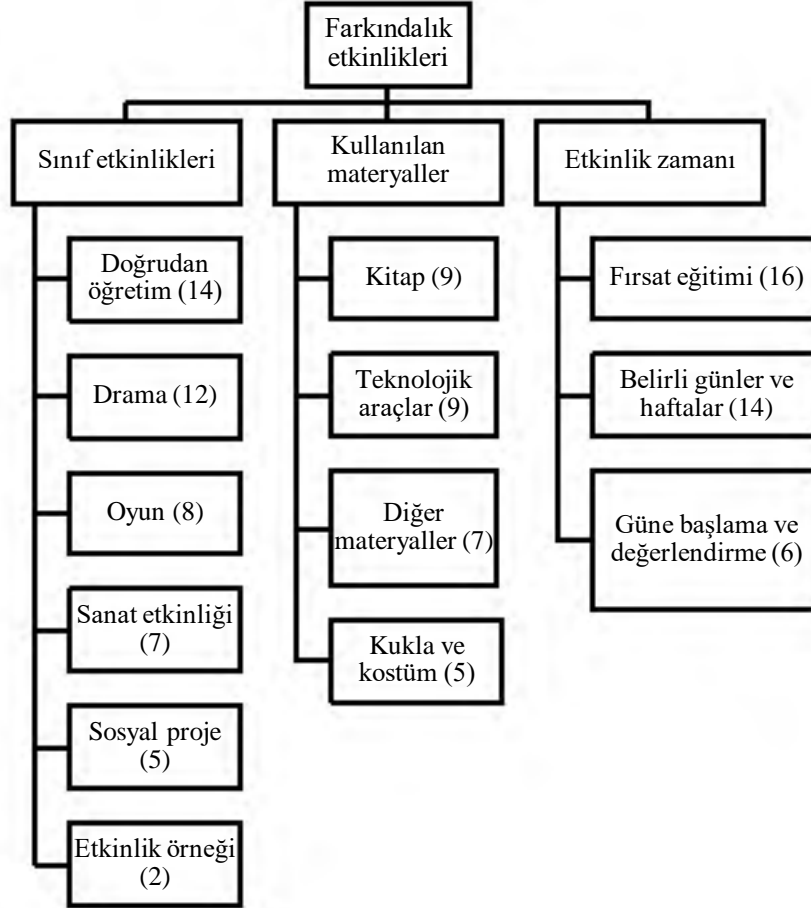 Farkındalık
etkinlikleri
Sınıf etkinlikleri
Doğrudan
öğretim (14)
Drama (12)
Oyun (8)
Sanat etkinliği
(7)
Sosyal proje
(5)
Etkinlik örneği
(2)
Kullanılan
materyaller
Kitap (9)
Teknolojik
araçlar (9)
Diğer
materyaller (7)
Kukla ve
kostüm (5)
Etkinlik zamanı
Fırsat eğitimi (16)
Belirli günler ve
haftalar (14)
Güne başlama ve
değerlendirme (6)